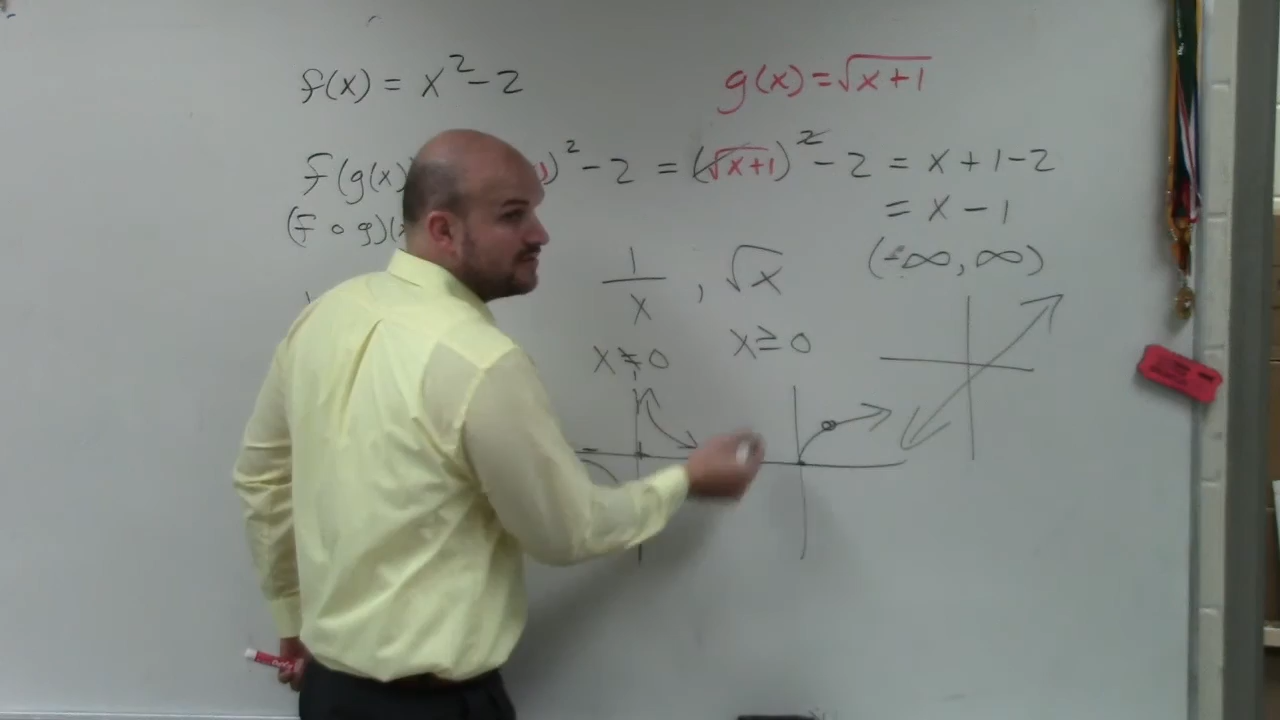 f(x) = x² - 2
g(x) = √x+1
f(g(x) )² - 2 = (√x+1)² - 2 = x + 1 - 2
(f ∘ g)(x = x - 1
1/x , √x (-∞, ∞)
x ≠ 0 x ≥ 0